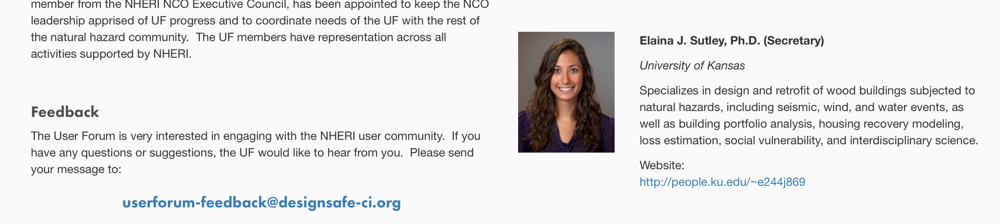 member from the NHERI NCO Executive Council, has been appointed to keep the NCO
leadership apprised of UF progress and to coordinate needs of the UF with the rest of
the natural hazard community.  The UF members have representation across all
activities supported by NHERI.
Feedback
The User Forum is very interested in engaging with the NHERI user community.  If you
have any questions or suggestions, the UF would like to hear from you.  Please send
your message to:
userforum-feedback@designsafe-ci.org
Elaina J. Sutley, Ph.D. (Secretary)
University of Kansas
Specializes in design and retrofit of wood buildings subjected to
natural hazards, including seismic, wind, and water events, as
well as building portfolio analysis, housing recovery modeling,
loss estimation, social vulnerability, and interdisciplinary science.
Website:
http://people.ku.edu/~e244j869